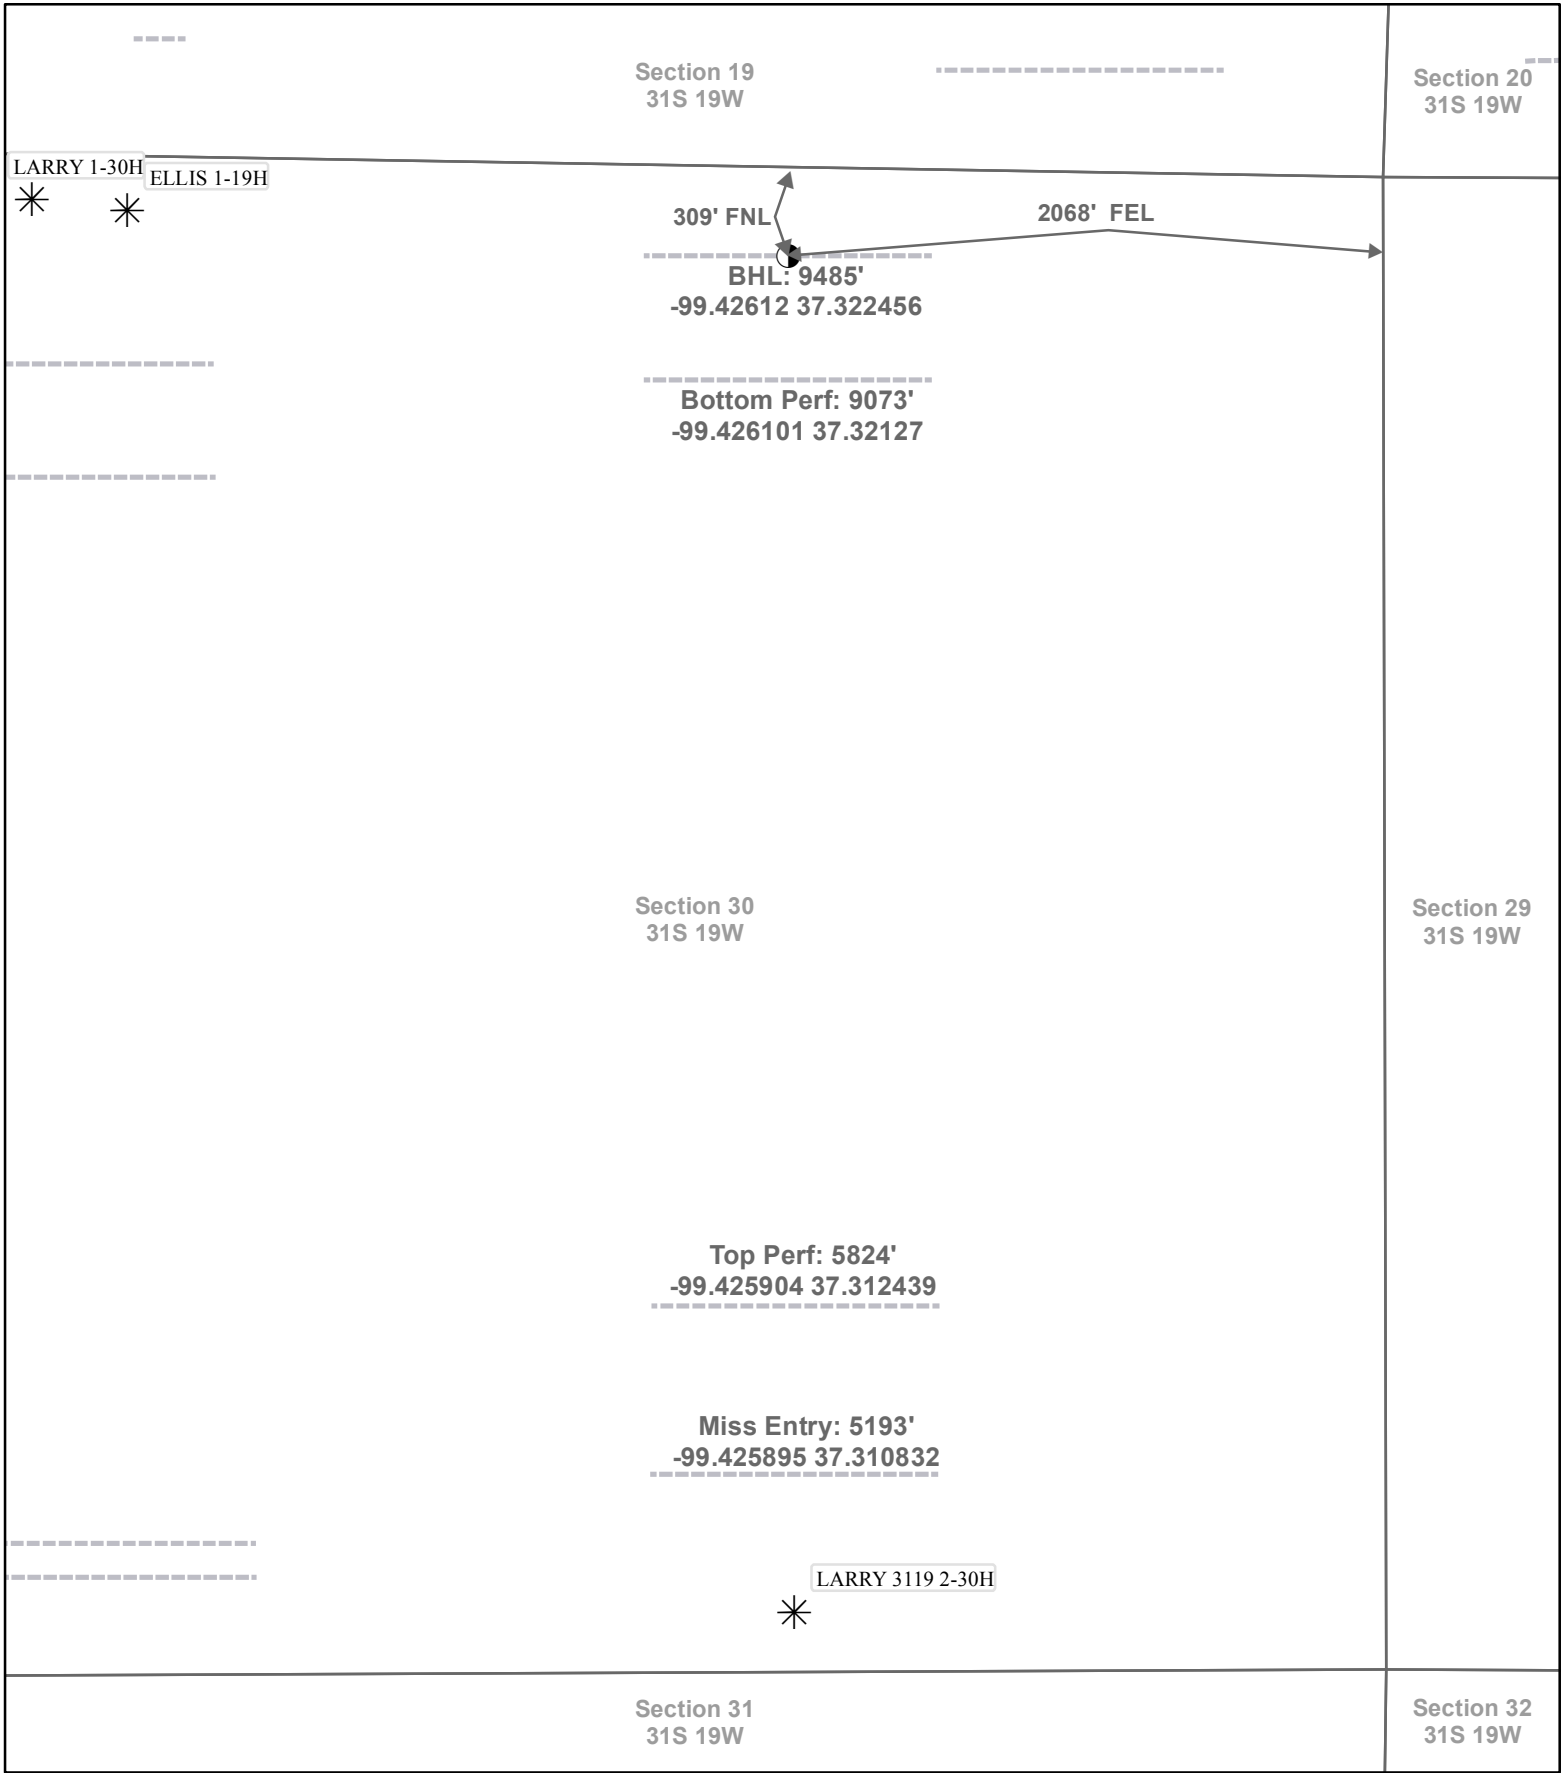 Section 19
31S 19W
Section 20
31S 19W
LARRY 1-30H
ELLIS 1-19H
309' FNL
2068' FEL
BHL: 9485'
-99.42612 37.322456
Bottom Perf: 9073'
-99.426101 37.32127
Section 30
31S 19W
Section 29
31S 19W
Top Perf: 5824'
-99.425904 37.312439
Miss Entry: 5193'
-99.425895 37.310832
LARRY 3119 2-30H
Section 31
31S 19W
Section 32
31S 19W